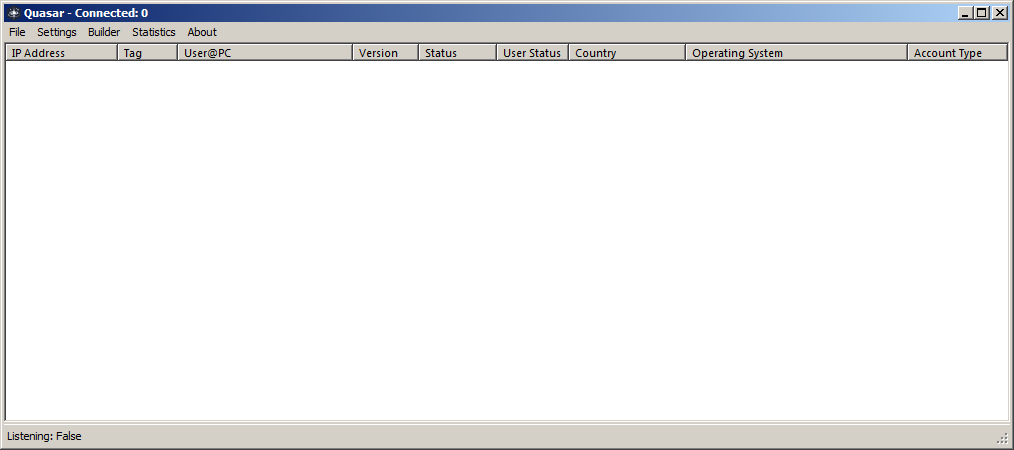 Quasar - Connected: 0
File Settings Builder Statistics About
IP Address Tag User@PC Version Status User Status Country Operating System Account Type
Listening: False